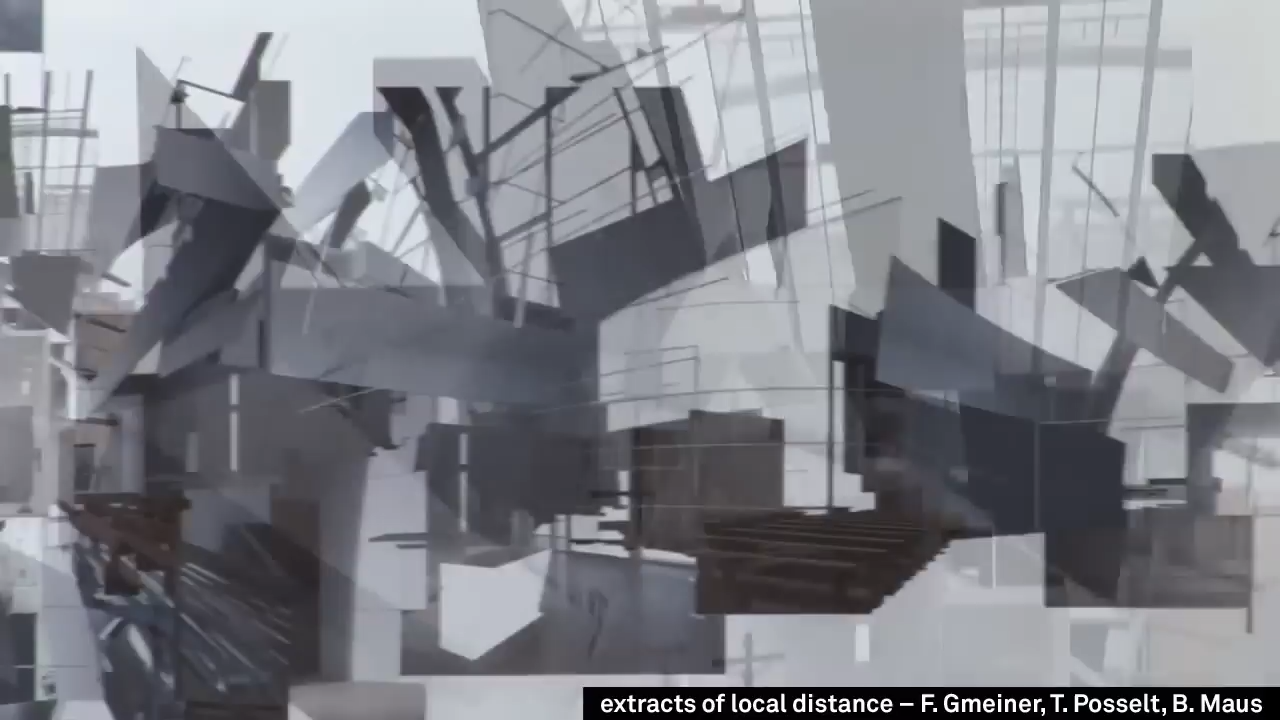 extracts of local distance – F. Gmeiner, T. Posselt, B. Maus